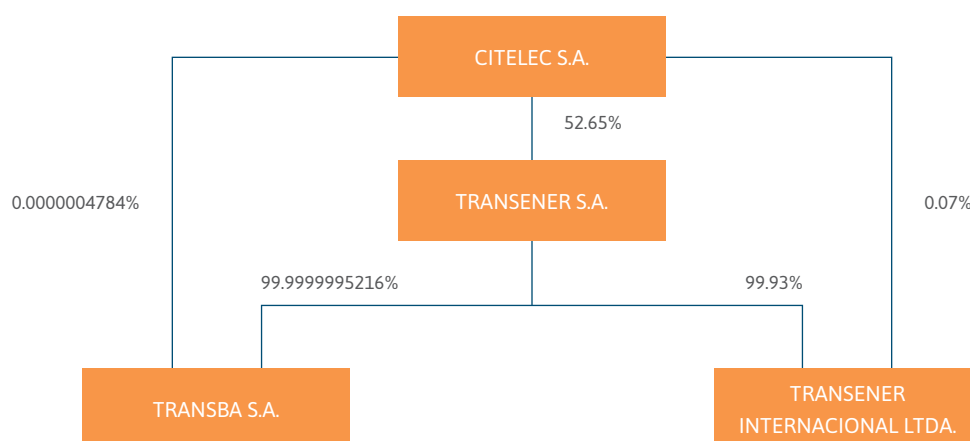 CITELEC S.A.
52.65%
TRANSENER S.A.
0.0000004784%
0.07%
99.9999995216%
99.93%
TRANSBA S.A.
TRANSENER
INTERNACIONAL LTDA.